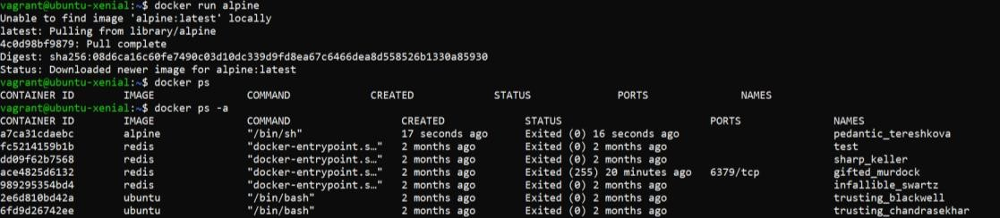 vagrant@ubuntu-xenial:~$ docker run alpine
Unable to find image 'alpine:latest' locally
latest: Pulling from library/alpine
4c0d98bf9879: Pull complete
Digest: sha256:08d6ca16c60fe7490c03d10dc339d9fd8ea67c6466dea8d558526b1330a85930
Status: Downloaded newer image for alpine:latest
vagrant@ubuntu-xenial:~$ docker ps
CONTAINER ID IMAGE COMMAND CREATED STATUS PORTS NAMES
vagrant@ubuntu-xenial:~$ docker ps -a
CONTAINER ID IMAGE COMMAND CREATED STATUS PORTS NAMES
a7ca31cdaebc alpine "/bin/sh" 17 seconds ago Exited (0) 16 seconds ago pedantic_tereshkova
fc5214159b1b redis "docker-entrypoint.s…" 2 months ago Exited (0) 2 months ago test
dd09f62b7568 redis "docker-entrypoint.s…" 2 months ago Exited (0) 2 months ago sharp_keller
ace4825d6132 redis "docker-entrypoint.s…" 2 months ago Exited (255) 20 minutes ago 6379/tcp gifted_murdock
989295354bd4 redis "docker-entrypoint.s…" 2 months ago Exited (0) 2 months ago infallible_swartz
2e6d810bd42a ubuntu "/bin/bash" 2 months ago Exited (0) 2 months ago trusting_blackwell
6fd9d26742ee ubuntu "/bin/bash" 2 months ago Exited (0) 2 months ago trusting_chandrasekhar